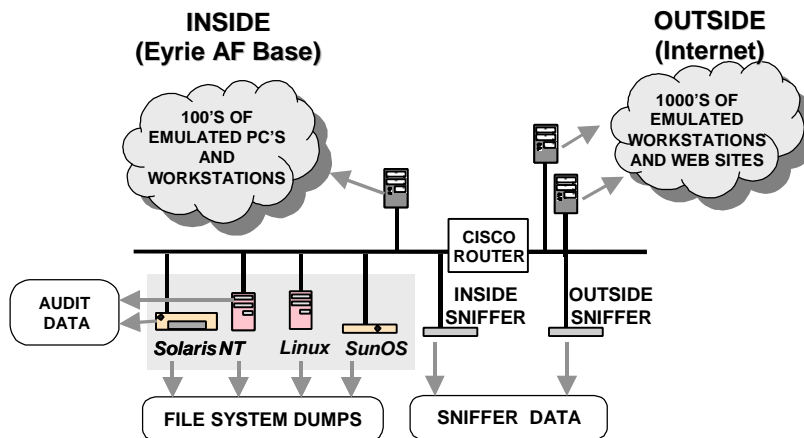 INSIDE
(Eyrie AF Base)
OUTSIDE
(Internet)
100'S OF
EMULATED PC'S
AND
WORKSTATIONS
1000'S OF
EMULATED
WORKSTATIONS
AND WEB SITES
CISCO
ROUTER
AUDIT
DATA
INSIDE
SNIFFER
OUTSIDE
SNIFFER
Solaris NT Linux SunOS
FILE SYSTEM DUMPS
SNIFFER DATA